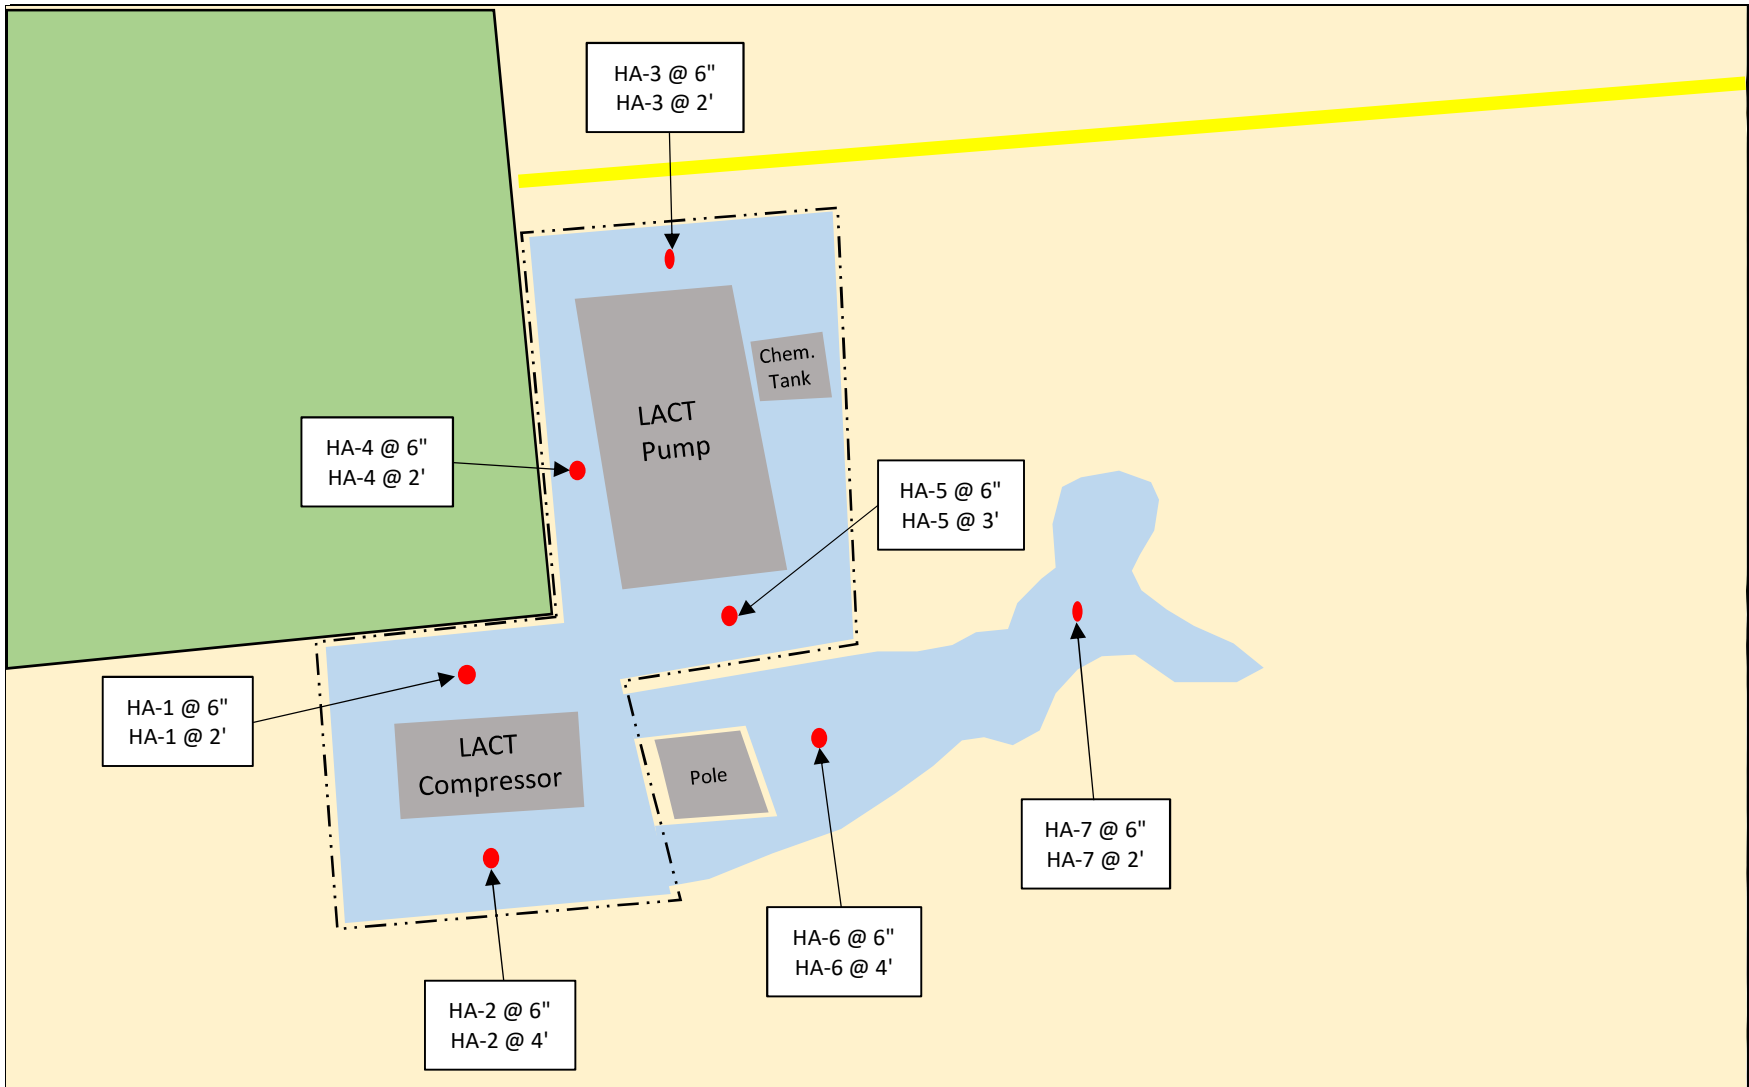 HA-3 @ 6"
HA-3 @ 2'
Chem.
Tank
LACT
Pump
HA-4 @ 6"
HA-4 @ 2'
HA-5 @ 6"
HA-5 @ 3'
HA-1 @ 6"
HA-1 @ 2'
LACT
Compressor
Pole
HA-7 @ 6"
HA-7 @ 2'
HA-6 @ 6"
HA-6 @ 4'
HA-2 @ 6"
HA-2 @ 4'